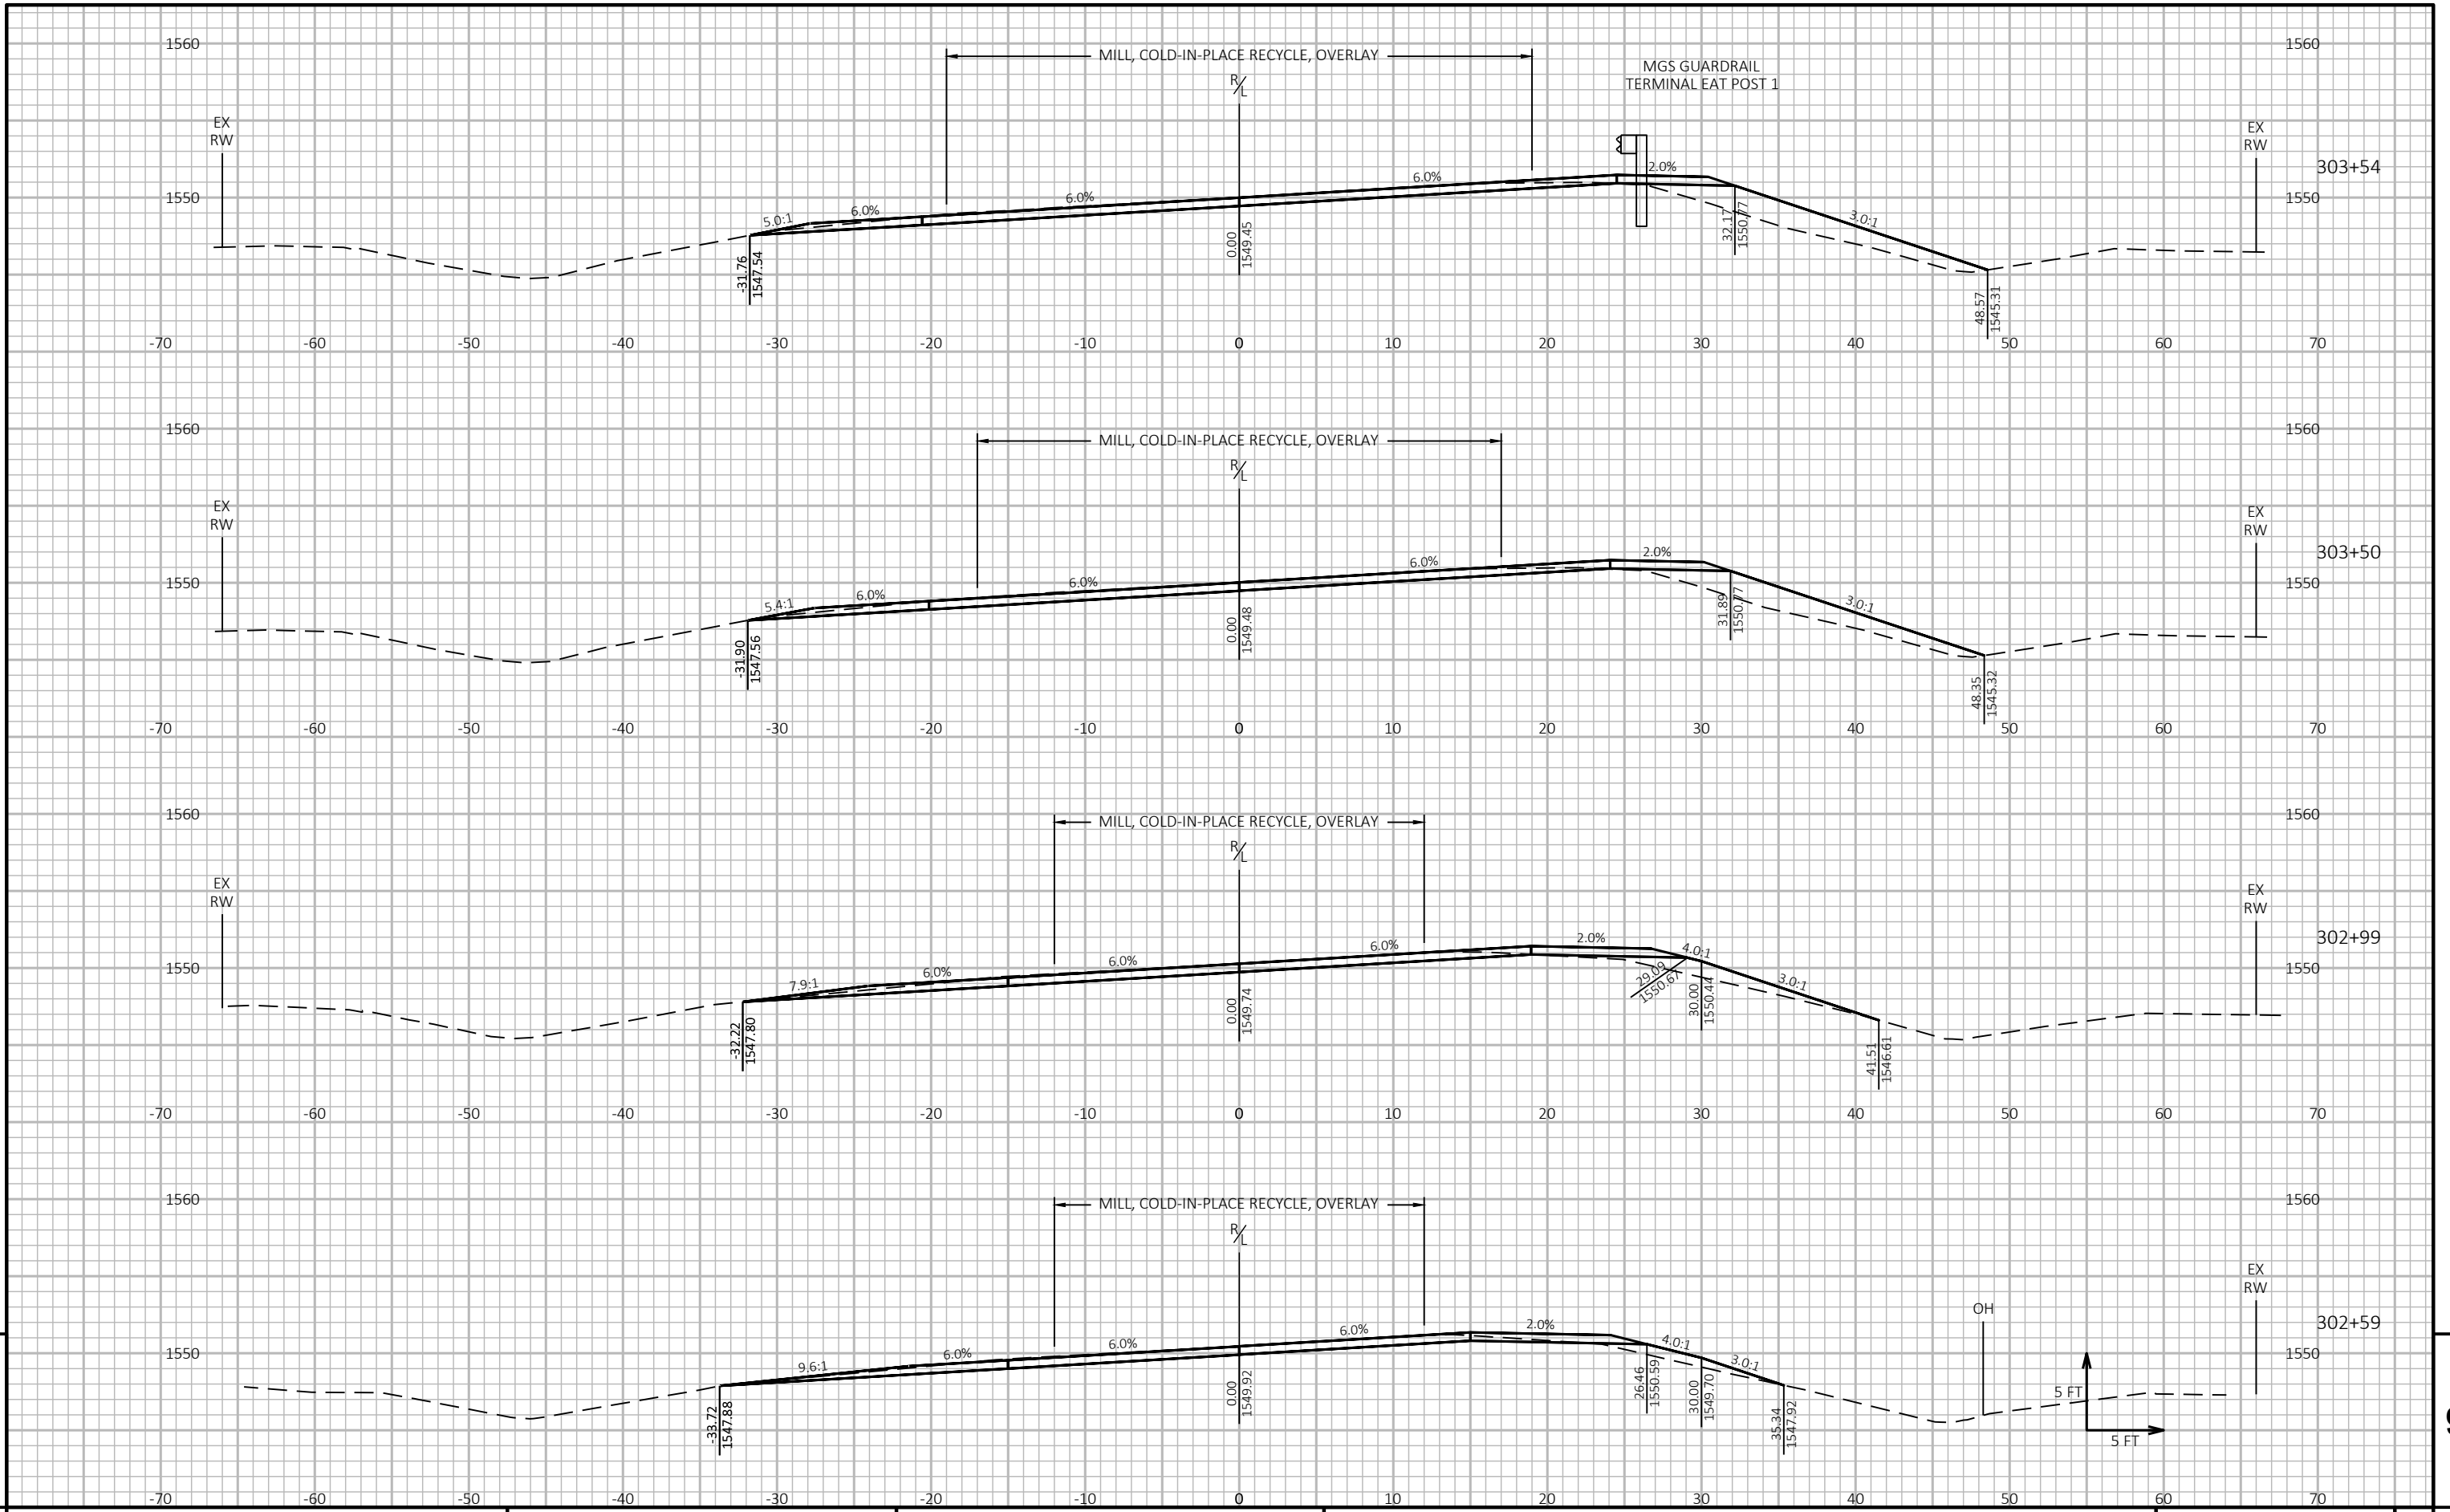 1560
MILL, COLD-IN-PLACE RECYCLE, OVERLAY
1560
R/L
MGS GUARDRAIL
TERMINAL EAT POST 1
EX
RW
EX
RW
303+54
1550
5.0:1
6.0%
6.0%
6.0%
2.0%
3.0:1
1550
-31.76
1547.54
0.00
1549.45
32.17
1550.77
48.57
1545.31
-70 -60 -50 -40 -30 -20 -10 0 10 20 30 40 50 60 70
1560
MILL, COLD-IN-PLACE RECYCLE, OVERLAY
1560
R/L
EX
RW
EX
RW
303+50
1550
5.4:1
6.0%
6.0%
6.0%
2.0%
3.0:1
1550
-31.90
1547.56
0.00
1549.48
31.89
1550.77
48.35
1545.32
-70 -60 -50 -40 -30 -20 -10 0 10 20 30 40 50 60 70
1560
MILL, COLD-IN-PLACE RECYCLE, OVERLAY
1560
R/L
EX
RW
EX
RW
302+99
1550
7.9:1
6.0%
6.0%
6.0%
2.0%
4.0:1
3.0:1
1550
-32.22
1547.80
0.00
1549.74
29.09
1550.67
30.00
1550.44
41.51
1546.61
-70 -60 -50 -40 -30 -20 -10 0 10 20 30 40 50 60 70
1560
MILL, COLD-IN-PLACE RECYCLE, OVERLAY
1560
R/L
EX
RW
OH
302+59
1550
9.6:1
6.0%
6.0%
6.0%
2.0%
4.0:1
3.0:1
1550
-33.72
1547.88
0.00
1549.92
26.46
1550.59
30.00
1549.70
35.34
1547.92
5 FT
5 FT
-70 -60 -50 -40 -30 -20 -10 0 10 20 30 40 50 60 70